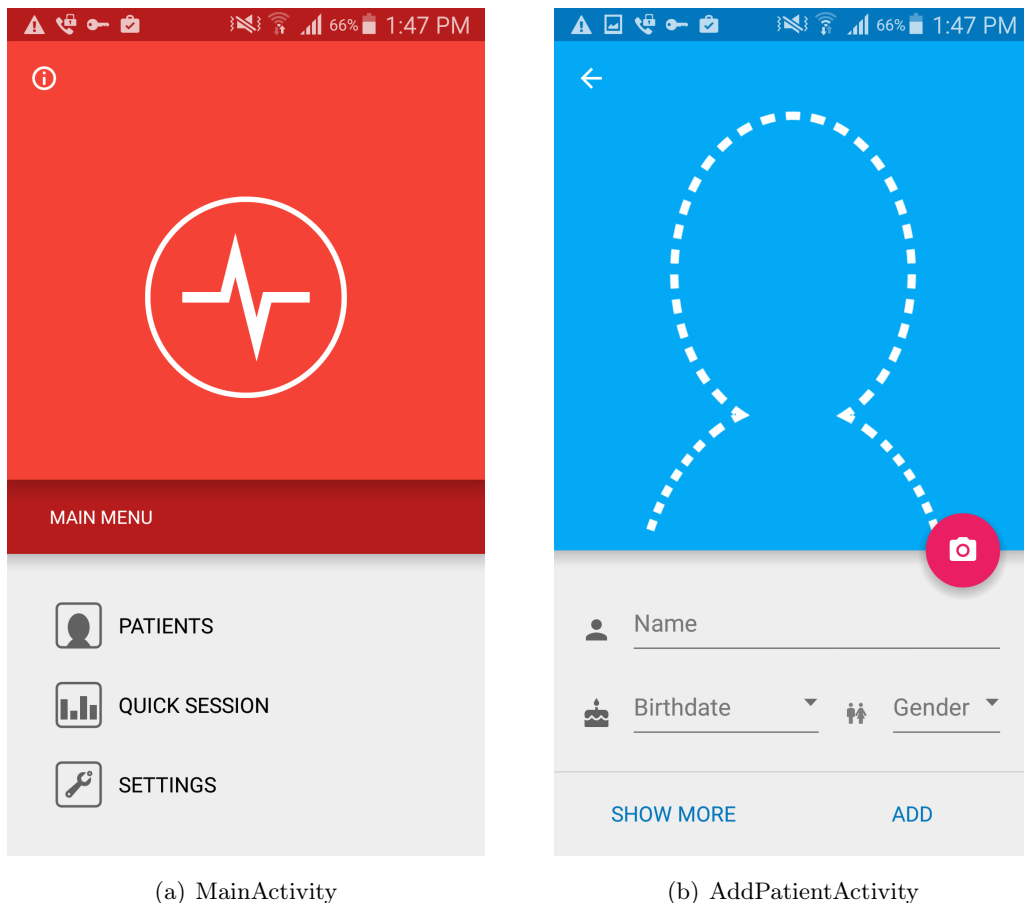 66% 1:47 PM
MAIN MENU
PATIENTS
QUICK SESSION
SETTINGS
(a) MainActivity
66% 1:47 PM
Name
Birthdate Gender
SHOW MORE ADD
(b) AddPatientActivity